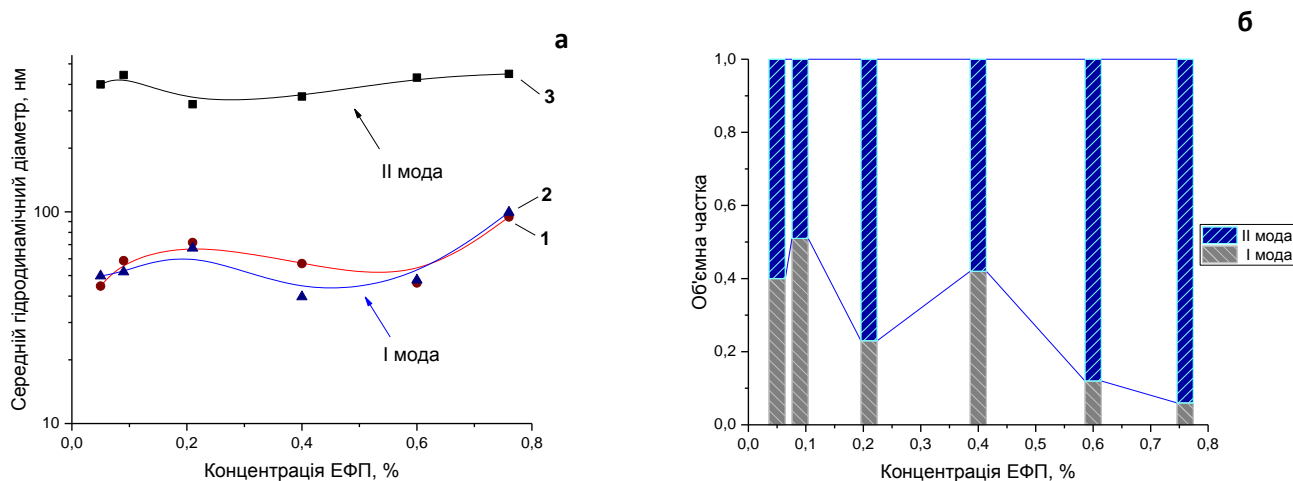 а
Середній гідродинамічний діаметр, нм
100
10
3
II мода
2
1
I мода
0,0 0,2 0,4 0,6 0,8
Концентрація ЕФП, %
б
Об'ємна частка
1,0
0,8
0,6
0,4
0,2
0,0
II мода
I мода
0,0 0,1 0,2 0,3 0,4 0,5 0,6 0,7 0,8
Концентрація ЕФП, %